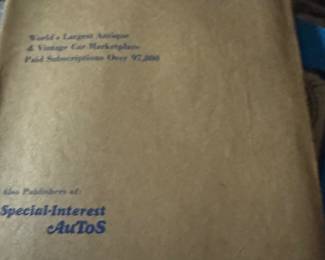 World's Largest Antique
& Vintage Car Marketplace
Paid Subscriptions Over 97,000
Also Publishers of:
Special-Interest
AuToS